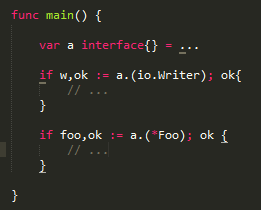 func main() {
var a interface{} = ...
if w,ok := a.(io.Writer); ok{
// ...
}
if foo,ok := a.(*Foo); ok {
// ...
}
}